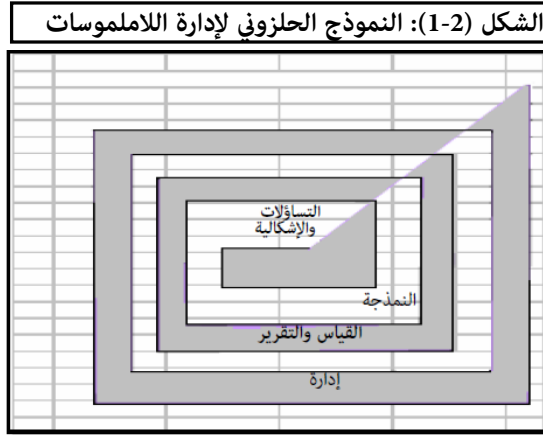 الشكل (2-1): النموذج الحلزوني لإدارة اللاملموسات
التساؤلات
والإشكالية
النمذجة
القياس والتقرير
إدارة